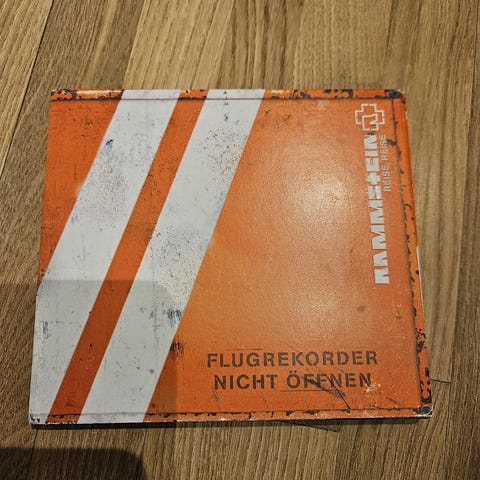 RAMMSTEIN
REISE, REISE
FLUGREKORDER
NICHT ÖFFNEN